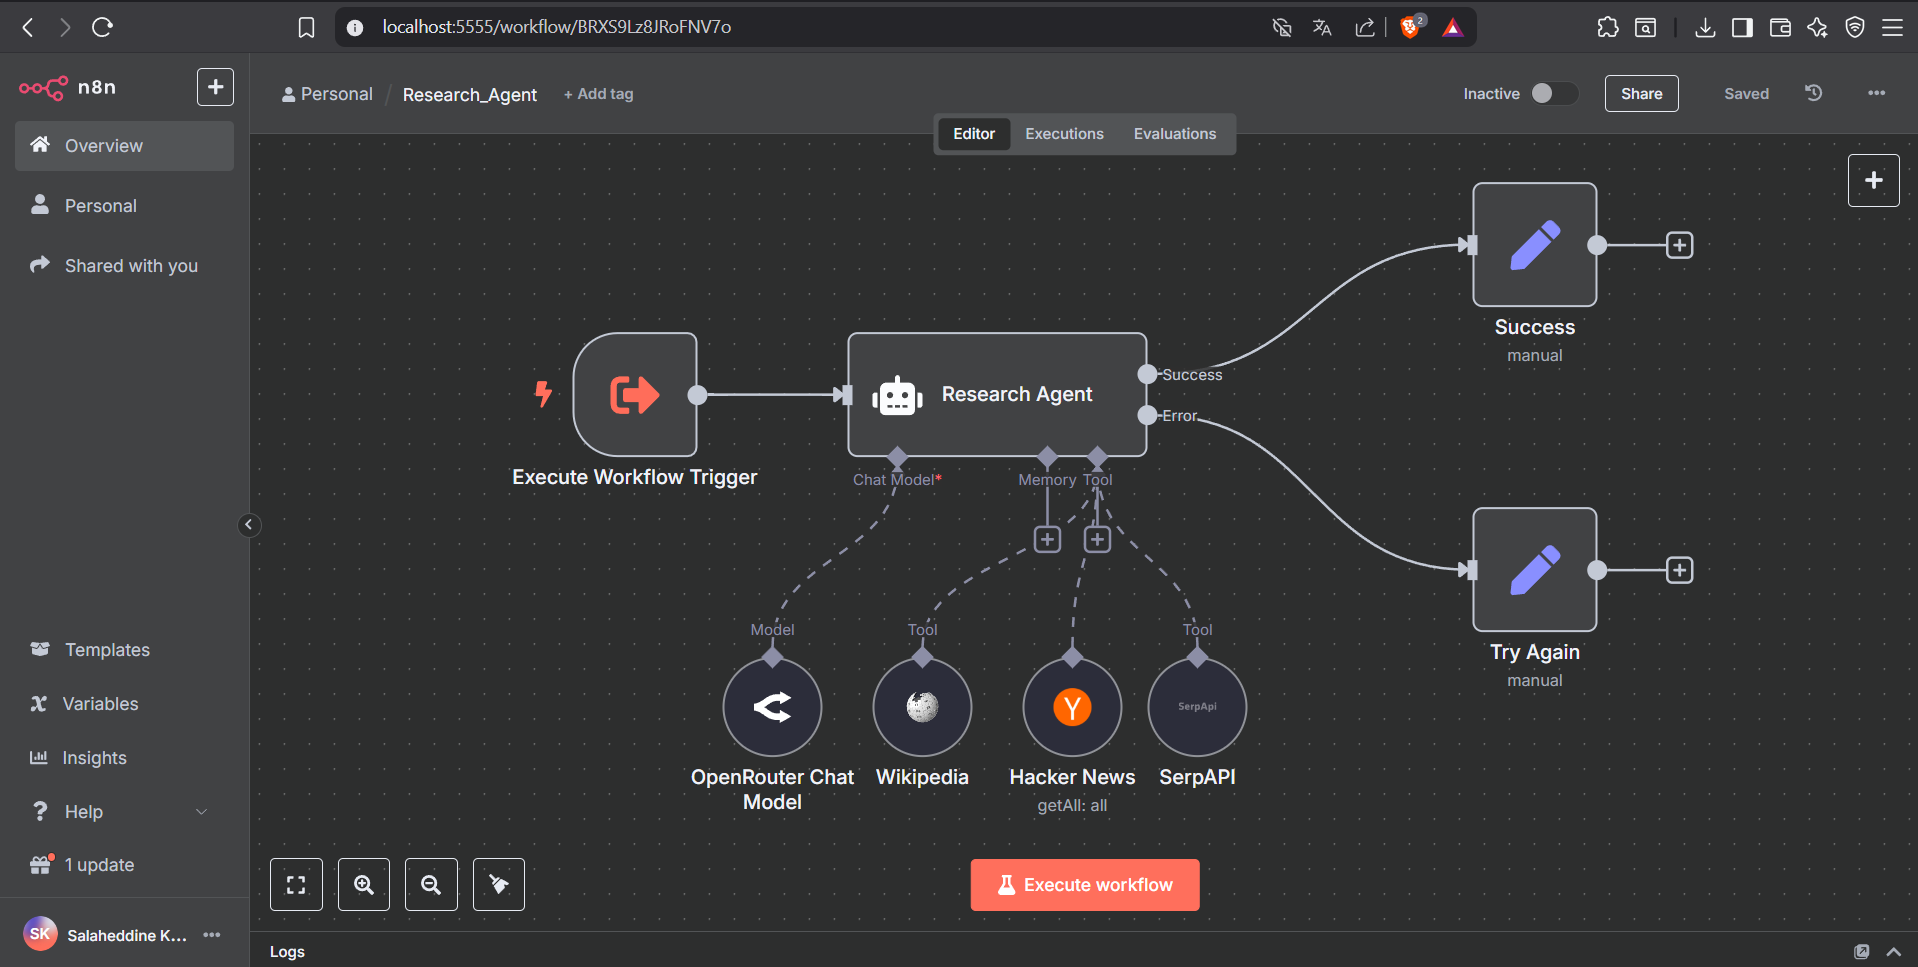 localhost:5555/workflow/BRXS9Lz8JRoFNV7o
2
n8n
Personal / Research_Agent + Add tag
Inactive
Share
Saved
Editor Executions Evaluations
Overview
Personal
Shared with you
Success
manual
Research Agent
Success
Error
Execute Workflow Trigger
Chat Model*
Memory
Tool
Try Again
manual
Model
Tool
Tool
Y
SerpApi
OpenRouter Chat
Model
Wikipedia
Hacker News
getAll: all
SerpAPI
Templates
Variables
Insights
Help
1 update
Execute workflow
SK
Salaheddine K...
Logs